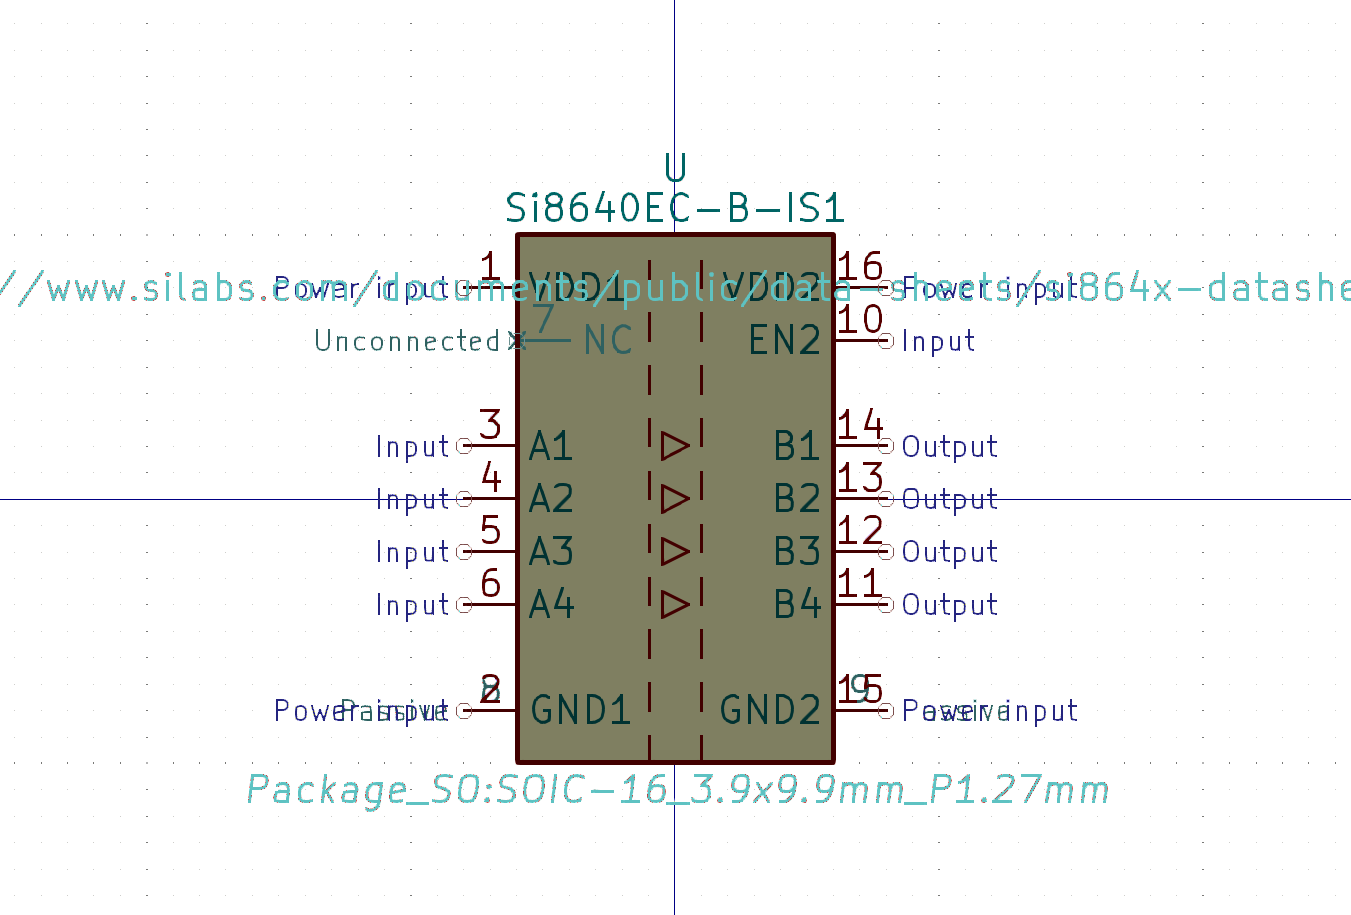 U
Si8640EC-B-IS1
//www.silabs.com/documents/public/data-sheets/si864x-datashe
Power input 1 VDD1 VDD2 16 Power input
Unconnected 7 NC EN2 10 Input
Input 3 A1 B1 14 Output
Input 4 A2 B2 13 Output
Input 5 A3 B3 12 Output
Input 6 A4 B4 11 Output
Power input Passive 2 8 GND1 GND2 15 9 Power input Passive
Package_SO:SOIC-16_3.9x9.9mm_P1.27mm